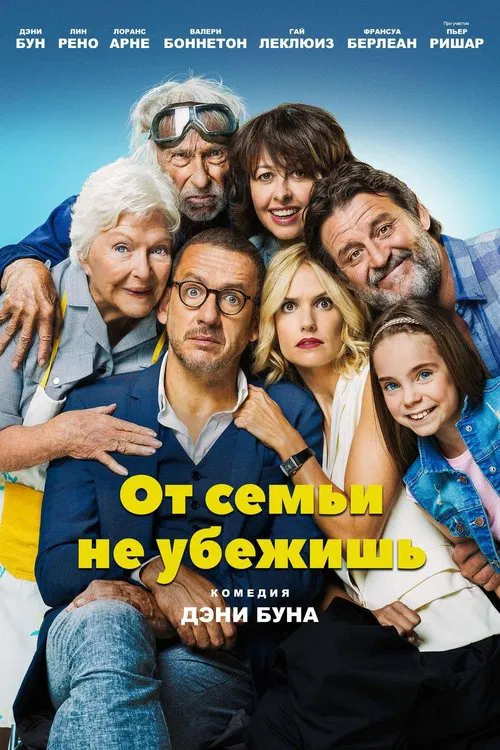 ДЭНИ БУН
ЛИН РЕНО
ЛОРАНС АРНЕ
ВАЛЕРИ БОННЕТОН
ГАЙ ЛЕКЛЮИЗ
ФРАНСУА БЕРЛЕАН
При участии ПЬЕР РИШАР
От семьи
не убежишь
КОМЕДИЯ
ДЭНИ БУНА